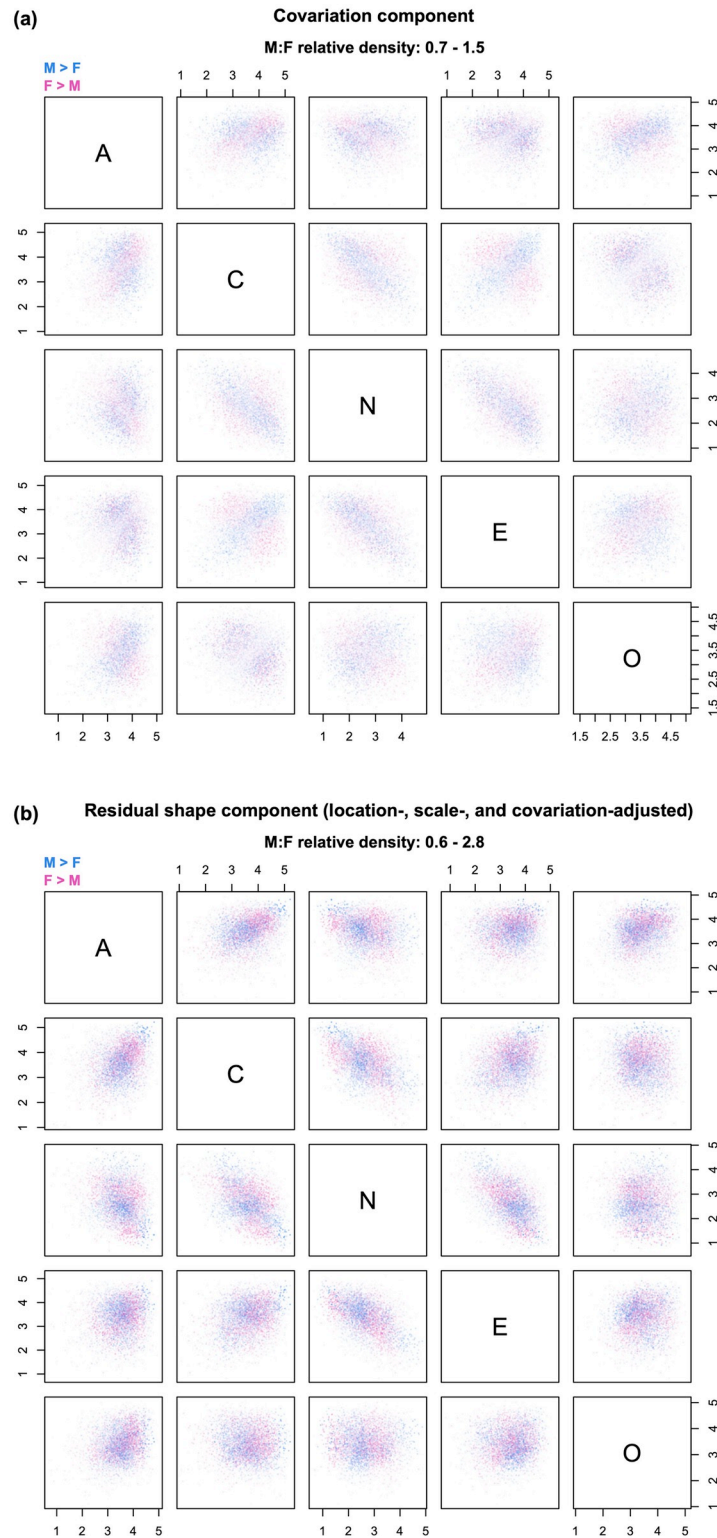 (a) Covariation component
M:F relative density: 0.7 - 1.5
M > F
F > M
1 2 3 4 5 1 2 3 4 5
A
5
4
3
2
1
5
4
3
2
1
C
N
4
3
2
1
5
4
3
2
1
E
O
4.5
3.5
2.5
1.5
1 2 3 4 5 1 2 3 4 1.5 2.5 3.5 4.5
(b) Residual shape component (location-, scale-, and covariation-adjusted)
M:F relative density: 0.6 - 2.8
M > F
F > M
1 2 3 4 5 1 2 3 4 5
A
5
4
3
2
1
5
4
3
2
1
C
N
5
4
3
2
1
5
4
3
2
1
E
O
5
4
3
2
1
1 2 3 4 5 1 2 3 4 5 1 2 3 4 5